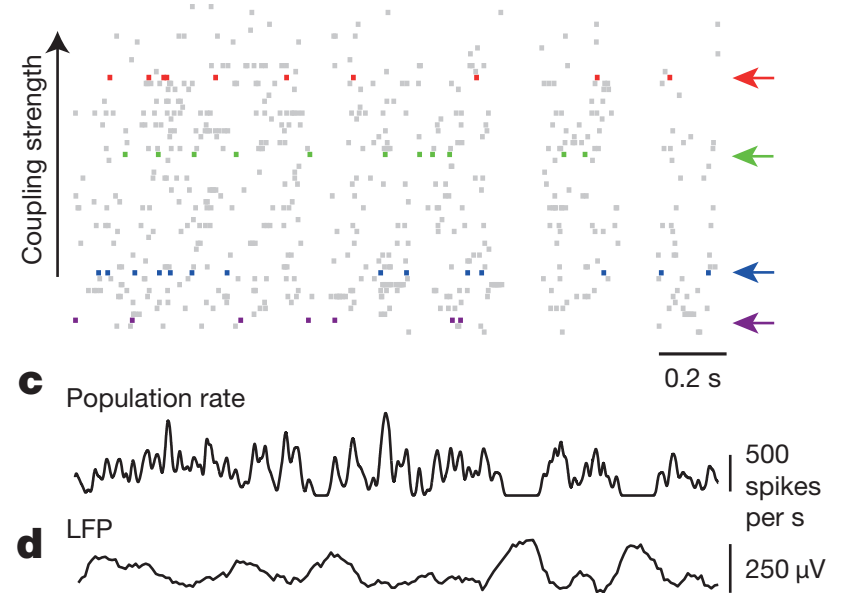 Coupling strength
0.2 s
c
Population rate
500
spikes
per s
d
LFP
250 µV